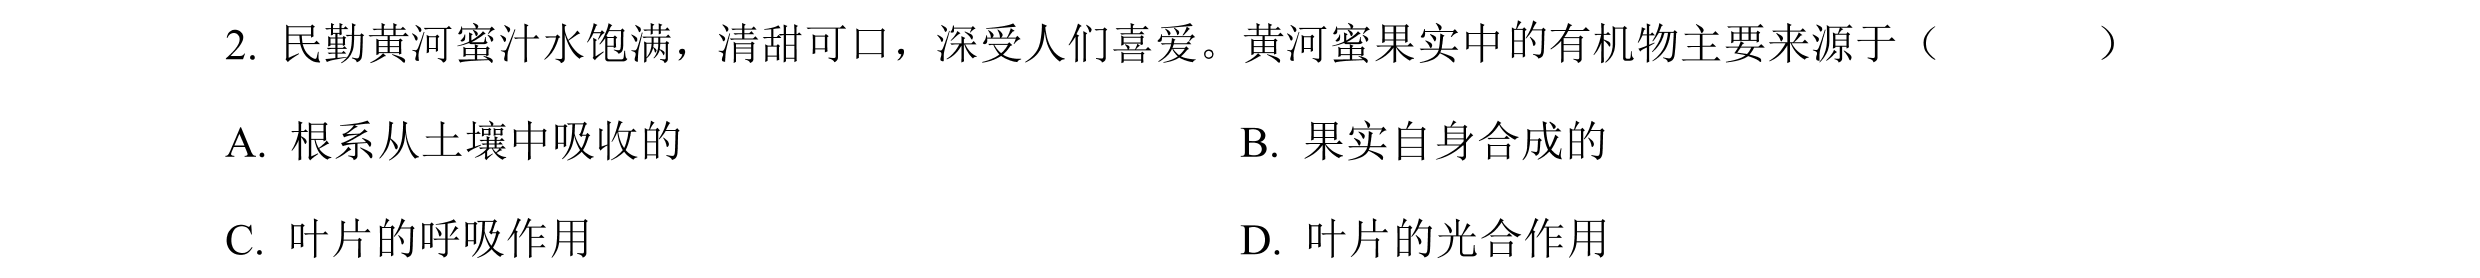 2. 民勤黄河蜜汁水饱满，清甜可口，深受人们喜爱。黄河蜜果实中的有机物主要来源于（　　）
A. 根系从土壤中吸收的　　B. 果实自身合成的
C. 叶片的呼吸作用　　D. 叶片的光合作用